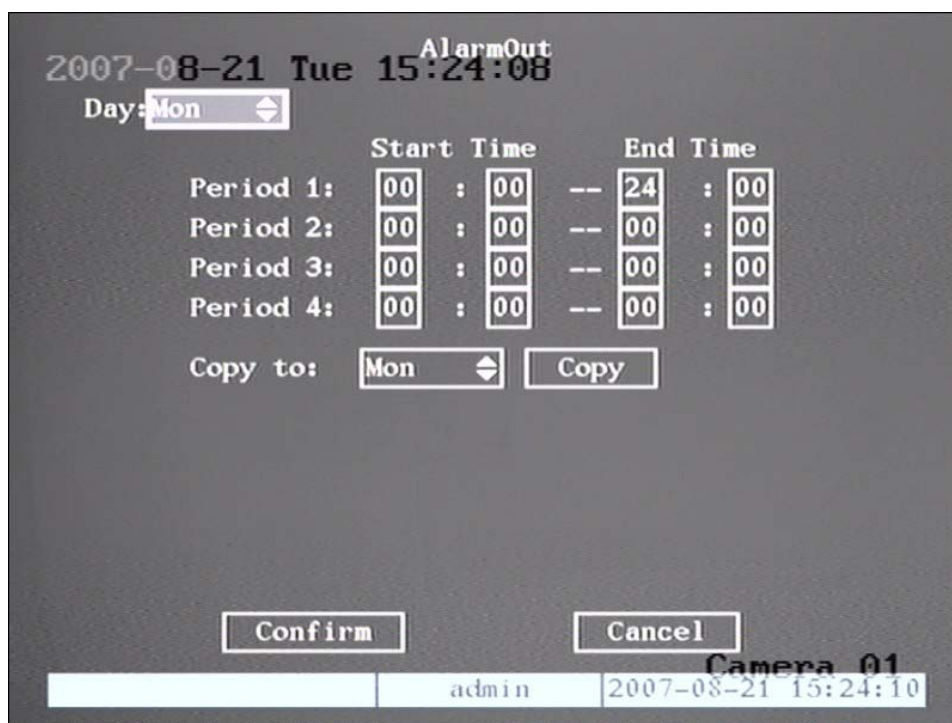 AlarmOut
2007-08-21 Tue 15:24:08
Day: Mon
Start Time End Time
Period 1: 00 : 00 -- 24 : 00
Period 2: 00 : 00 -- 00 : 00
Period 3: 00 : 00 -- 00 : 00
Period 4: 00 : 00 -- 00 : 00
Copy to: Mon Copy
Confirm Cancel
Camera 01
admin 2007-08-21 15:24:10